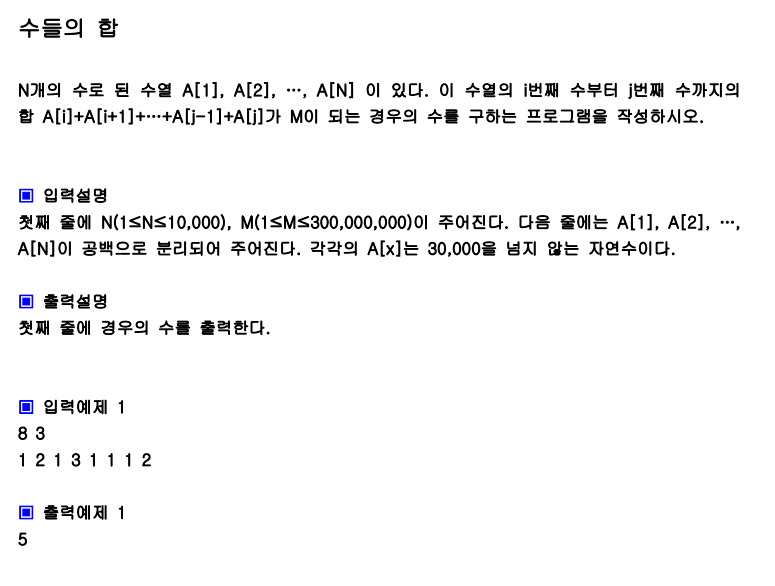 수들의 합
N개의 수로 된 수열 A[1], A[2], …, A[N] 이 있다. 이 수열의 i번째 수부터 j번째 수까지의
합 A[i]+A[i+1]+…+A[j-1]+A[j]가 M이 되는 경우의 수를 구하는 프로그램을 작성하시오.
▣ 입력설명
첫째 줄에 N(1≤N≤10,000), M(1≤M≤300,000,000)이 주어진다. 다음 줄에는 A[1], A[2], …,
A[N]이 공백으로 분리되어 주어진다. 각각의 A[x]는 30,000을 넘지 않는 자연수이다.
▣ 출력설명
첫째 줄에 경우의 수를 출력한다.
▣ 입력예제 1
8 3
1 2 1 3 1 1 1 2
▣ 출력예제 1
5